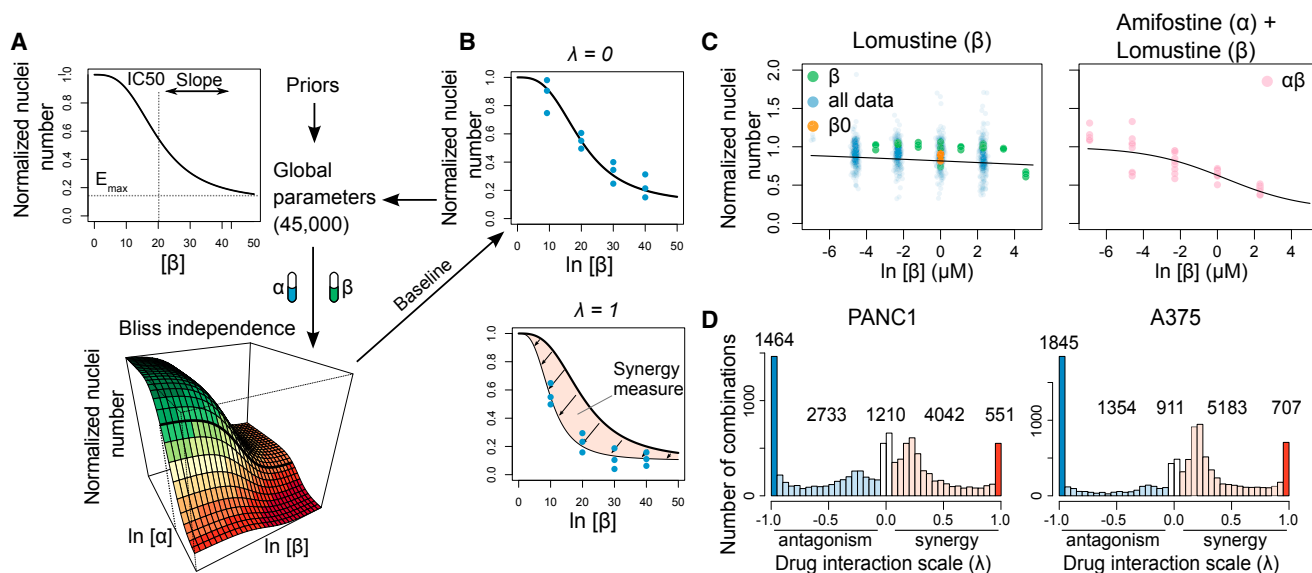 A
Normalized nuclei
number
1.0
0.8
0.6
0.4
0.2
0.0
IC50
Slope
Emax
0 10 20 30 40 50
[β]
Priors
Global
parameters
(45,000)
α
β
Bliss independence
Baseline
Normalized nuclei
number
ln [α]
ln [β]
B
λ = 0
Normalized nuclei
number
1.0
0.8
0.6
0.4
0.2
0.0
0 10 20 30 40 50
ln [β]
λ = 1
Synergy
measure
Normalized nuclei
number
1.0
0.8
0.6
0.4
0.2
0.0
0 10 20 30 40 50
ln [β]
C
Lomustine (β)
Normalized nuclei
number
2.0
1.5
1.0
0.5
0.0
β
all data
β0
-6 -4 -2 0 2 4
ln [β] (μM)
Amifostine (α) +
Lomustine (β)
αβ
-6 -4 -2 0 2 4
ln [β] (μM)
D
PANC1
Number of combinations
1000
0
1464
2733
1210
4042
551
-1.0 -0.5 0.0 0.5 1.0
antagonism
synergy
Drug interaction scale (λ)
A375
1000
0
1845
1354
911
5183
707
-1.0 -0.5 0.0 0.5 1.0
antagonism
synergy
Drug interaction scale (λ)